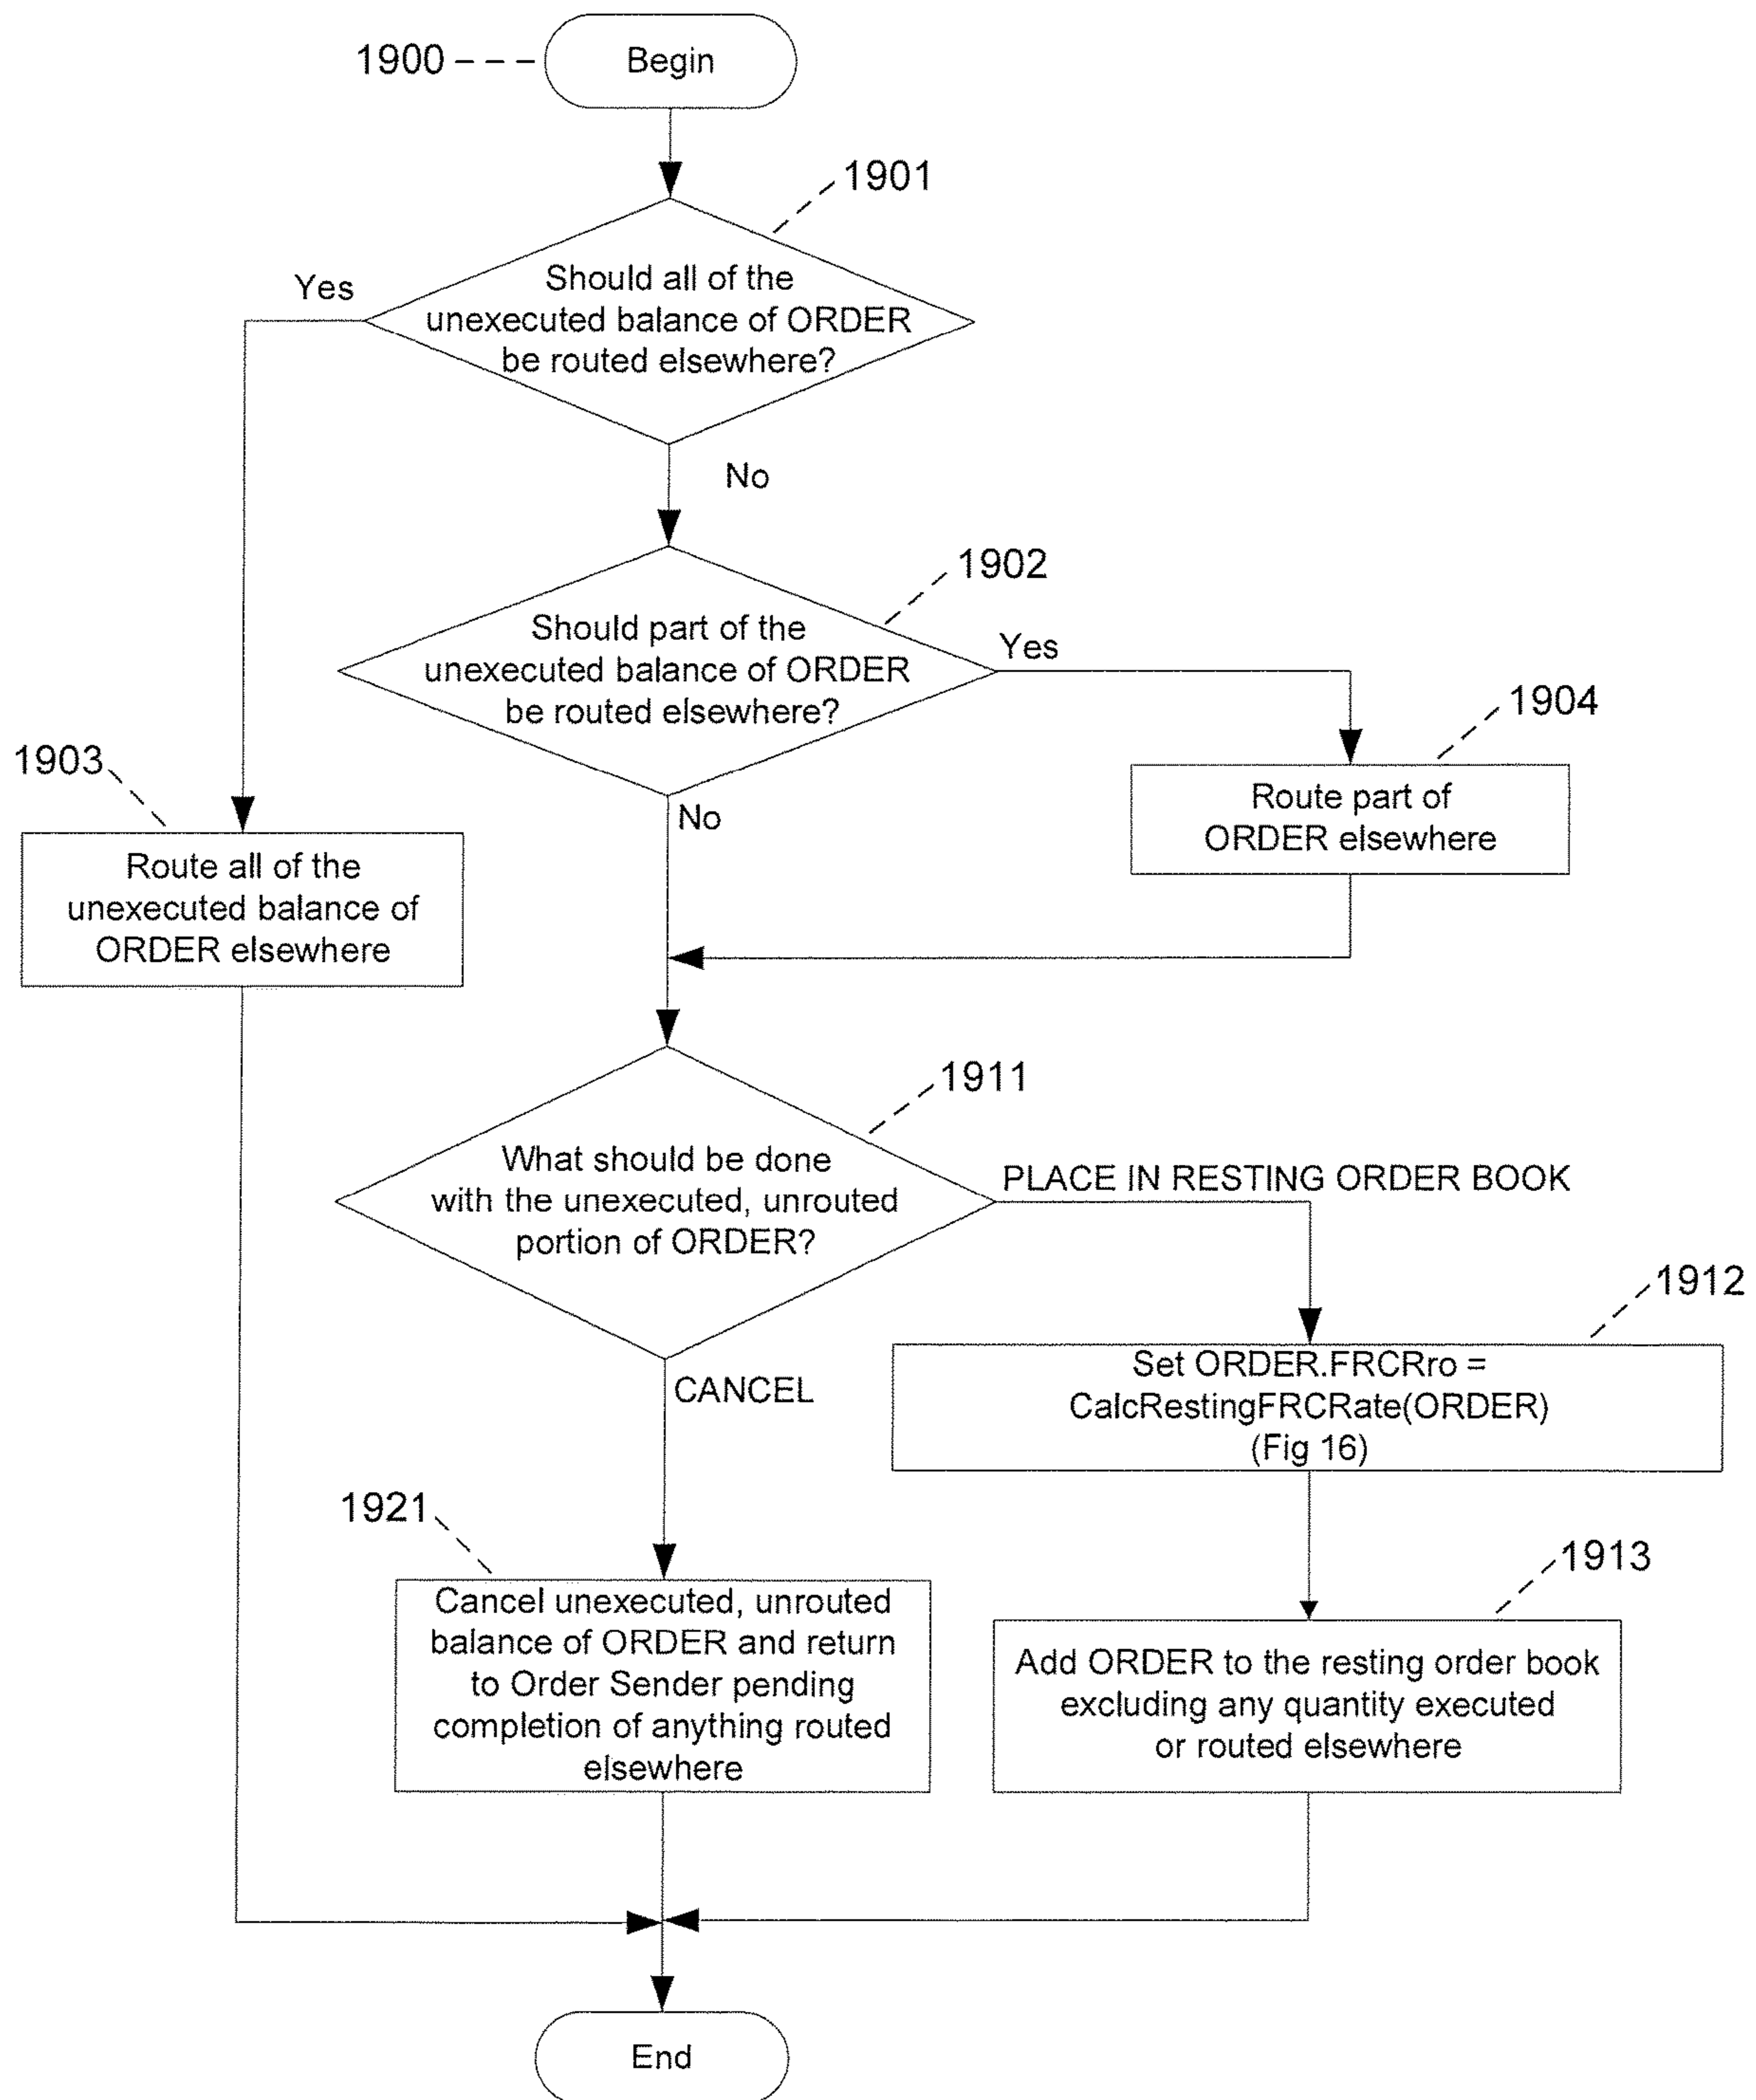 1900
Begin
1901
Should all of the
unexecuted balance of ORDER
be routed elsewhere?
Yes
No
1902
Should part of the
unexecuted balance of ORDER
be routed elsewhere?
Yes
1904
Route part of
ORDER elsewhere
No
1903
Route all of the
unexecuted balance of
ORDER elsewhere
1911
What should be done
with the unexecuted, unrouted
portion of ORDER?
PLACE IN RESTING ORDER BOOK
1912
Set ORDER.FRCRro =
CalcRestingFRCRate(ORDER)
(Fig 16)
CANCEL
1921
Cancel unexecuted, unrouted
balance of ORDER and return
to Order Sender pending
completion of anything routed
elsewhere
1913
Add ORDER to the resting order book
excluding any quantity executed
or routed elsewhere
End